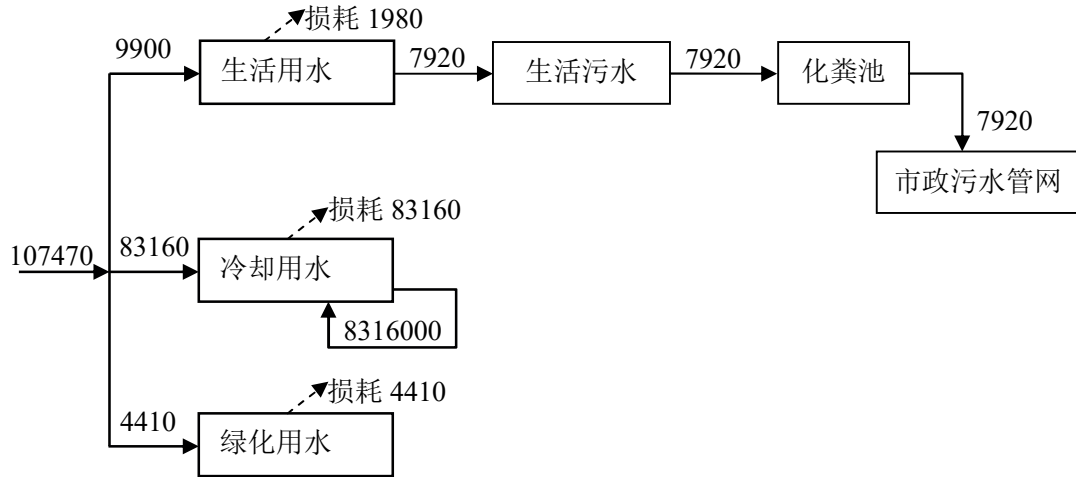 损耗 1980
9900
生活用水
7920
生活污水
7920
化粪池
7920
市政污水管网
损耗 83160
107470
83160
冷却用水
8316000
损耗 4410
4410
绿化用水